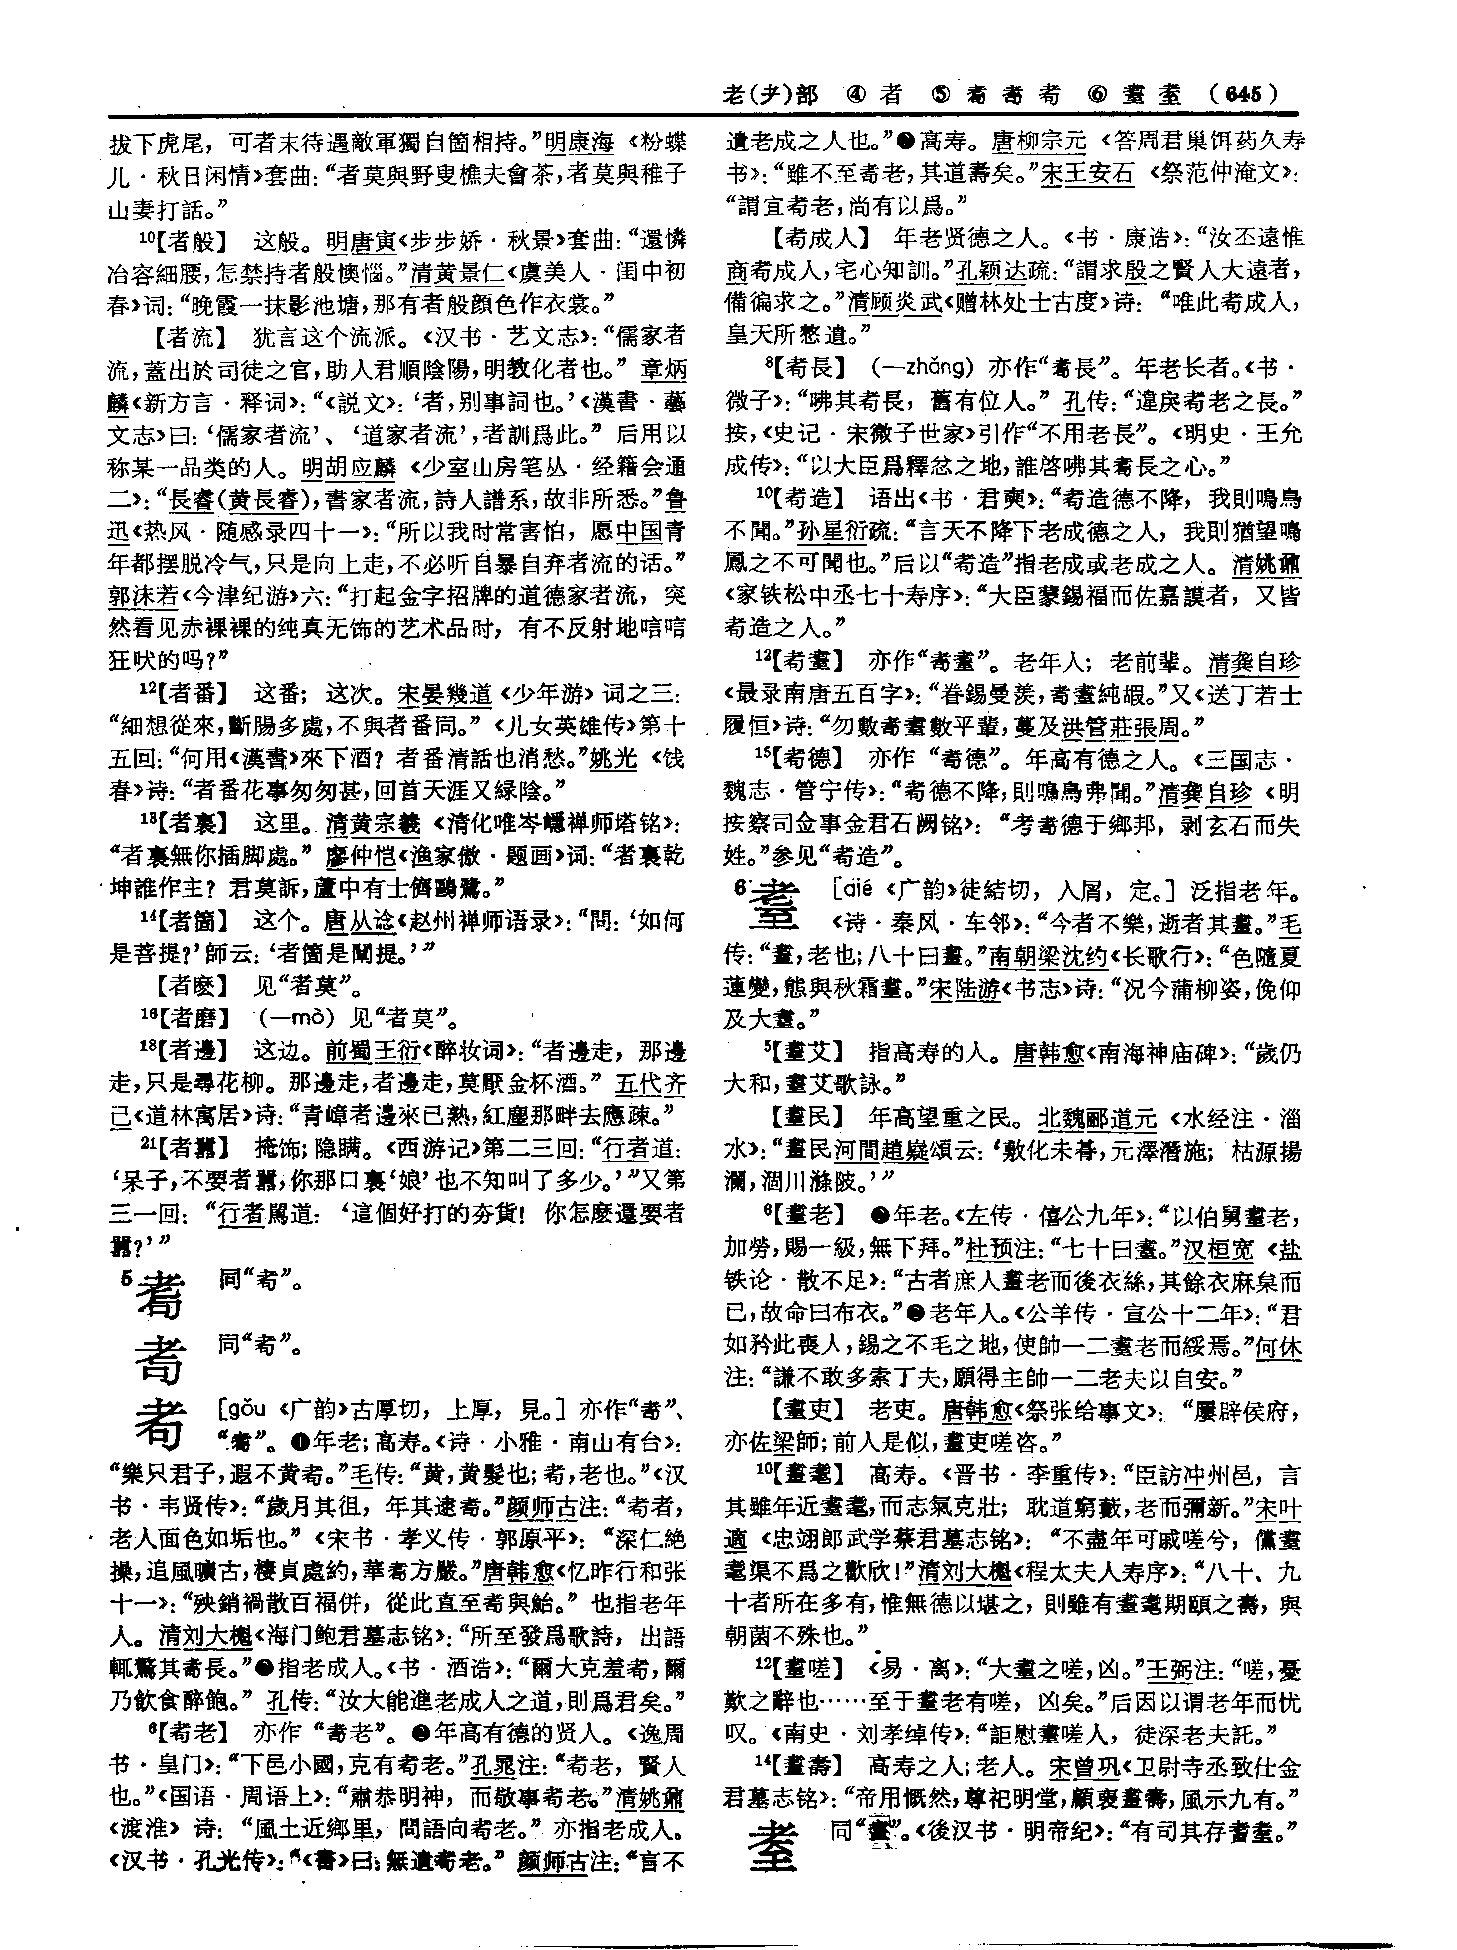 老(耂)部 ④者 ⑤耈耉耇 ⑥耋耊 (645)
拔下虎尾，可者未待遇敵軍獨自箇相持。”明康海《粉蝶
儿·秋日闲情》套曲：“者莫與野叟樵夫會茶，者莫與稚子
山妻打話。”
10【者般】 这般。明唐寅《步步娇·秋景》套曲：“還憐
冶容細腰，怎禁持者般懊惱。”清黄景仁《虞美人·闺中初
春》词：“晚霞一抹影池塘，那有者般顔色作衣裳。”
【者流】 犹言这个流派。《汉书·艺文志》：“儒家者
流，蓋出於司徒之官，助人君順陰陽，明教化者也。”章炳
麟《新方言·释词》：“《説文》：‘者，别事詞也。’《漢書·藝
文志》曰：‘儒家者流’、‘道家者流’，者訓爲此。”后用以
称某一品类的人。明胡应麟《少室山房笔丛·经籍会通
二》：“長睿(黄長睿)，書家者流，詩人譜系，故非所悉。”鲁
迅《热风·随感录四十一》：“所以我时常害怕，愿中国青
年都摆脱冷气，只是向上走，不必听自暴自弃者流的话。”
郭沫若《今津纪游》六：“打起金字招牌的道德家者流，突
然看见赤裸裸的纯真无饰的艺术品时，有不反射地唁唁
狂吠的吗？”
12【者番】 这番；这次。宋晏幾道《少年游》词之三：
“細想從來，斷腸多處，不與者番同。”《儿女英雄传》第十
五回：“何用《漢書》來下酒？者番清話也消愁。”姚光《饯
春》诗：“者番花事匆匆甚，回首天涯又緑陰。”
13【者裏】 这里。清黄宗羲《清化唯岑嶾禅师塔铭》：
“者裏無你插脚處。”廖仲恺《渔家傲·题画》词：“者裏乾
坤誰作主？君莫訴，蘆中有士儕鷗鷺。”
14【者箇】 这个。唐从谂《赵州禅师语录》：“問：‘如何
是菩提？’師云：‘者箇是闡提。’”
【者麽】 见“者莫”。
16【者磨】 (—mò)见“者莫”。
18【者邊】 这边。前蜀王衍《醉妆词》：“者邊走，那邊
走，只是尋花柳。那邊走，者邊走，莫厭金杯酒。”五代齐
己《道林寓居》诗：“青嶂者邊來已熟，紅塵那畔去應疎。”
21【者囂】 掩饰；隐瞒。《西游记》第二三回：“行者道：
‘呆子，不要者囂，你那口裏‘娘’也不知叫了多少。’”又第
三一回：“行者駡道：‘這個好打的夯貨！你怎麽還要者
囂？’”
5 耈 同“耇”。
耉 同“耇”。
耇 [gǒu《广韵》古厚切，上厚，見。]亦作“耉”、
“耈”。❶年老；高寿。《诗·小雅·南山有台》：
“樂只君子，遐不黄耇。”毛传：“黄，黄髮也；耇，老也。”《汉
书·韦贤传》：“歲月其徂，年其逮耇。”颜师古注：“耇者，
老人面色如垢也。”《宋书·孝义传·郭原平》：“深仁絶
操，追風曠古，棲貞處約，華耇方嚴。”唐韩愈《忆昨行和张
十一》：“殃銷禍散百福併，從此直至耇與鮐。”也指老年
人。清刘大櫆《海门鲍君墓志铭》：“所至發爲歌詩，出語
輒驚其耆長。”❷指老成人。《书·酒诰》：“爾大克羞耇，爾
乃飲食醉飽。”孔传：“汝大能進老成人之道，則爲君矣。”
6【耇老】 亦作“耉老”。❶年高有德的贤人。《逸周
书·皇门》：“下邑小國，克有耇老。”孔晁注：“耇老，賢人
也。”《国语·周语上》：“肅恭明神，而敬事耇老。”清姚鼐
《渡淮》诗：“風土近鄉里，問語向耇老。”亦指老成人。
《汉书·孔光传》：“《書》曰：無遺耇老。”颜师古注：“言不
遺老成之人也。”❷高寿。唐柳宗元《答周君巢饵药久寿
书》：“雖不至耇老，其道壽矣。”宋王安石《祭范仲淹文》：
“謂宜耇老，尚有以爲。”
【耇成人】 年老贤德之人。《书·康诰》：“汝丕遠惟
商耇成人，宅心知訓。”孔颖达疏：“謂求殷之賢人大遠者，
備徧求之。”清顾炎武《赠林处士古度》诗：“唯此耇成人，
皇天所憖遺。”
8【耇長】 (—zhǎng)亦作“耉長”。年老长者。《书·
微子》：“咈其耇長，舊有位人。”孔传：“違戾耇老之長。”
按，《史记·宋微子世家》引作“不用老長”。《明史·王允
成传》：“以大臣爲釋忿之地，誰啓咈其耉長之心。”
10【耇造】 语出《书·君奭》：“耇造德不降，我則鳴鳥
不聞。”孙星衍疏：“言天不降下老成德之人，我則猶望鳴
鳳之不可聞也。”后以“耇造”指老成或老成之人。清姚鼐
《家铁松中丞七十寿序》：“大臣蒙錫福而佐嘉謨者，又皆
耇造之人。”
12【耇耋】 亦作“耉耋”。老年人；老前辈。清龚自珍
《最录南唐五百字》：“眷錫曼羨，耉耋純嘏。”又《送丁若士
履恒》诗：“勿數耉耋數平輩，蔓及洪管莊張周。”
15【耇德】 亦作“耉德”。年高有德之人。《三国志·
魏志·管宁传》：“耇德不降，則鳴鳥弗聞。”清龚自珍《明
按察司佥事金君石阙铭》：“考耉德于鄉邦，剥玄石而失
姓。”参见“耇造”。
6 耋 [dié《广韵》徒結切，入屑，定。]泛指老年。
《诗·秦风·车邻》：“今者不樂，逝者其耋。”毛
传：“耋，老也；八十曰耋。”南朝梁沈约《长歌行》：“色隨夏
蓮變，態與秋霜耋。”宋陆游《书志》诗：“况今蒲柳姿，俛仰
及大耋。”
5【耋艾】 指高寿的人。唐韩愈《南海神庙碑》：“歲仍
大和，耋艾歌詠。”
【耋民】 年高望重之民。北魏郦道元《水经注·淄
水》：“耋民河間趙嶷頌云：‘敷化未朞，元澤潛施；枯源揚
瀾，涸川滌陂。’”
6【耋老】 ❶年老。《左传·僖公九年》：“以伯舅耋老，
加勞，賜一級，無下拜。”杜预注：“七十曰耋。”汉桓宽《盐
铁论·散不足》：“古者庶人耋老而後衣絲，其餘衣麻枲而
已，故命曰布衣。”❷老年人。《公羊传·宣公十二年》：“君
如矜此喪人，錫之不毛之地，使帥一二耋老而綏焉。”何休
注：“謙不敢多索丁夫，願得主帥一二老夫以自安。”
【耋吏】 老吏。唐韩愈《祭张给事文》：“屢辟侯府，
亦佐梁師；前人是似，耋吏嗟咨。”
10【耋耄】 高寿。《晋书·李重传》：“臣訪冲州邑，言
其雖年近耋耄，而志氣克壯；耽道窮藪，老而彌新。”宋叶
適《忠翊郎武学蔡君墓志铭》：“不盡年可戚嗟兮，儻耋
耄渠不爲之歡欣！”清刘大櫆《程太夫人寿序》：“八十、九
十者所在多有，惟無德以堪之，則雖有耋耄期頤之壽，與
朝菌不殊也。”
12【耋嗟】 《易·离》：“大耋之嗟，凶。”王弼注：“嗟，憂
歎之辭也……至于耋老有嗟，凶矣。”后因以谓老年而忧
叹。《南史·刘孝绰传》：“詎慰耋嗟人，徒深老夫託。”
14【耋壽】 高寿之人；老人。宋曾巩《卫尉寺丞致仕金
君墓志铭》：“帝用慨然，尊祀明堂，顧裒耋壽，風示九有。”
耊 同“耋”。《後汉书·明帝纪》：“有司其存耆耊。”